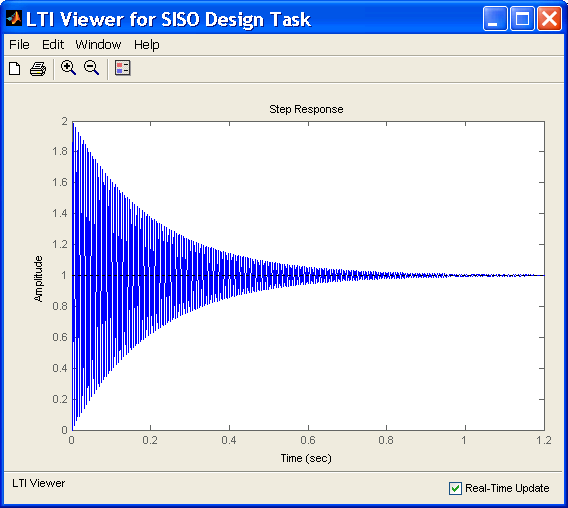 LTI Viewer for SISO Design Task
File Edit Window Help
Step Response
2
1.8
1.6
1.4
1.2
1
0.8
0.6
0.4
0.2
0
Amplitude
0 0.2 0.4 0.6 0.8 1 1.2
Time (sec)
LTI Viewer
Real-Time Update